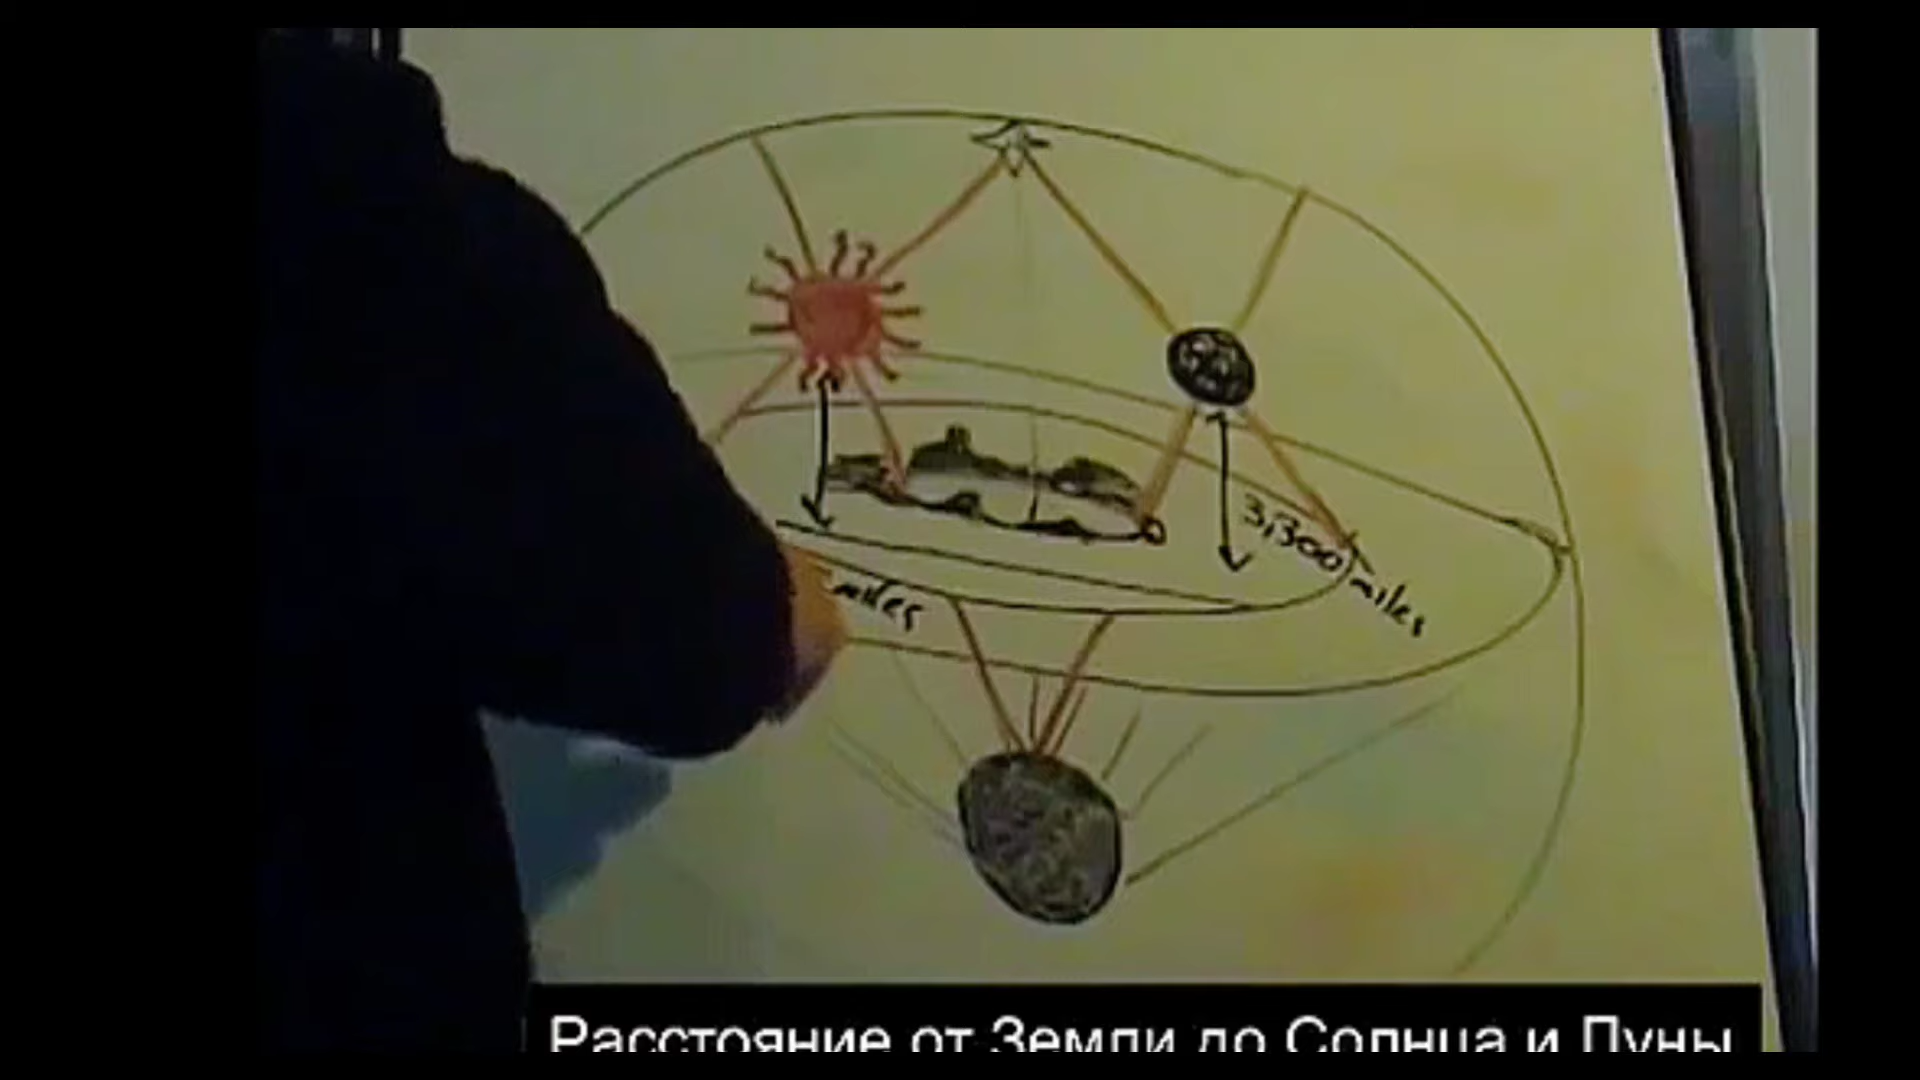 3,300 miles
miles
Расстояние от Земли до Солнца и Луны